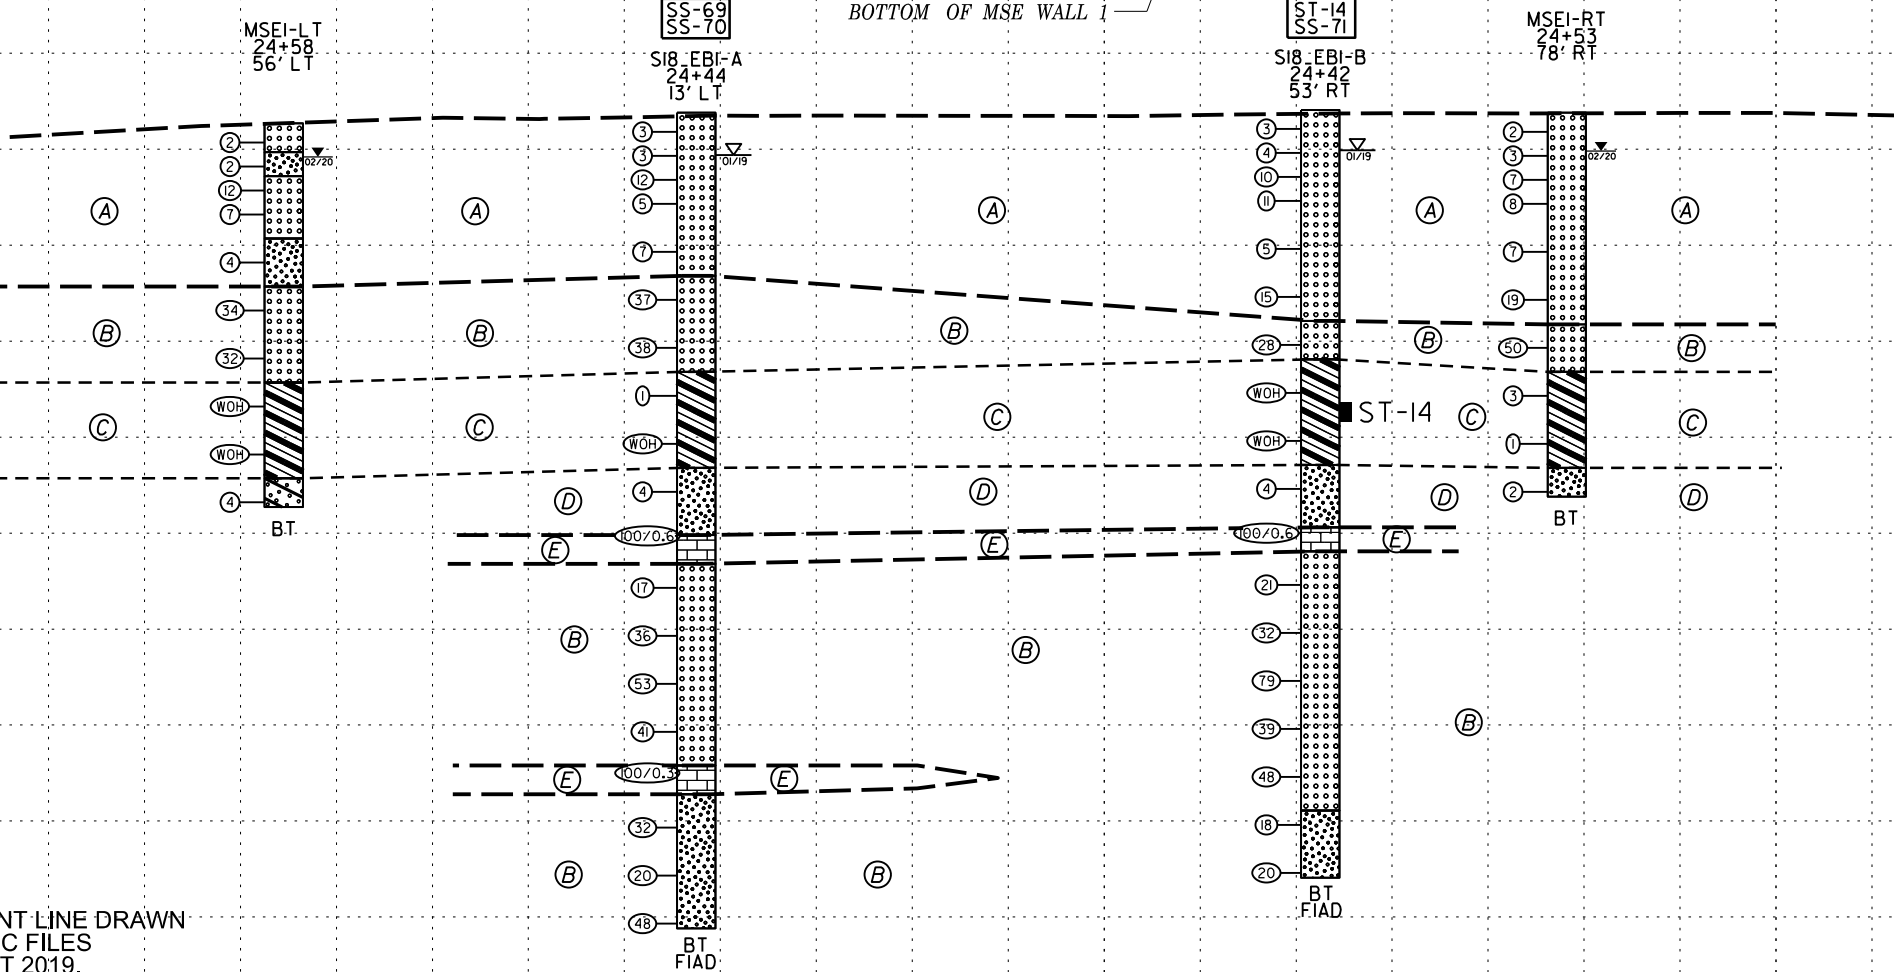 SS-69
SS-70
BOTTOM OF MSE WALL 1
ST-14
SS-71
MSE1-LT
24+58
56' LT
S18_EB1-A
24+44
13' LT
S18_EB1-B
24+42
53' RT
MSE1-RT
24+53
78' RT
2
2
12
7
4
34
32
WOH
WOH
4
02/20
BT
3
3
12
5
7
37
38
1
WOH
4
100/0.6
17
36
53
41
100/0.3
32
20
48
01/19
BT
FIAD
3
4
10
11
5
15
28
WOH
WOH
4
100/0.6
21
32
79
39
48
18
20
01/19
ST-14
BT
FIAD
2
3
7
8
7
19
50
3
1
2
02/20
BT
A
A
A
A
A
B
B
B
B
B
C
C
C
C
C
D
D
D
D
E
E
E
B
B
B
E
E
B
B
NT LINE DRAWN
C FILES
T 2019.